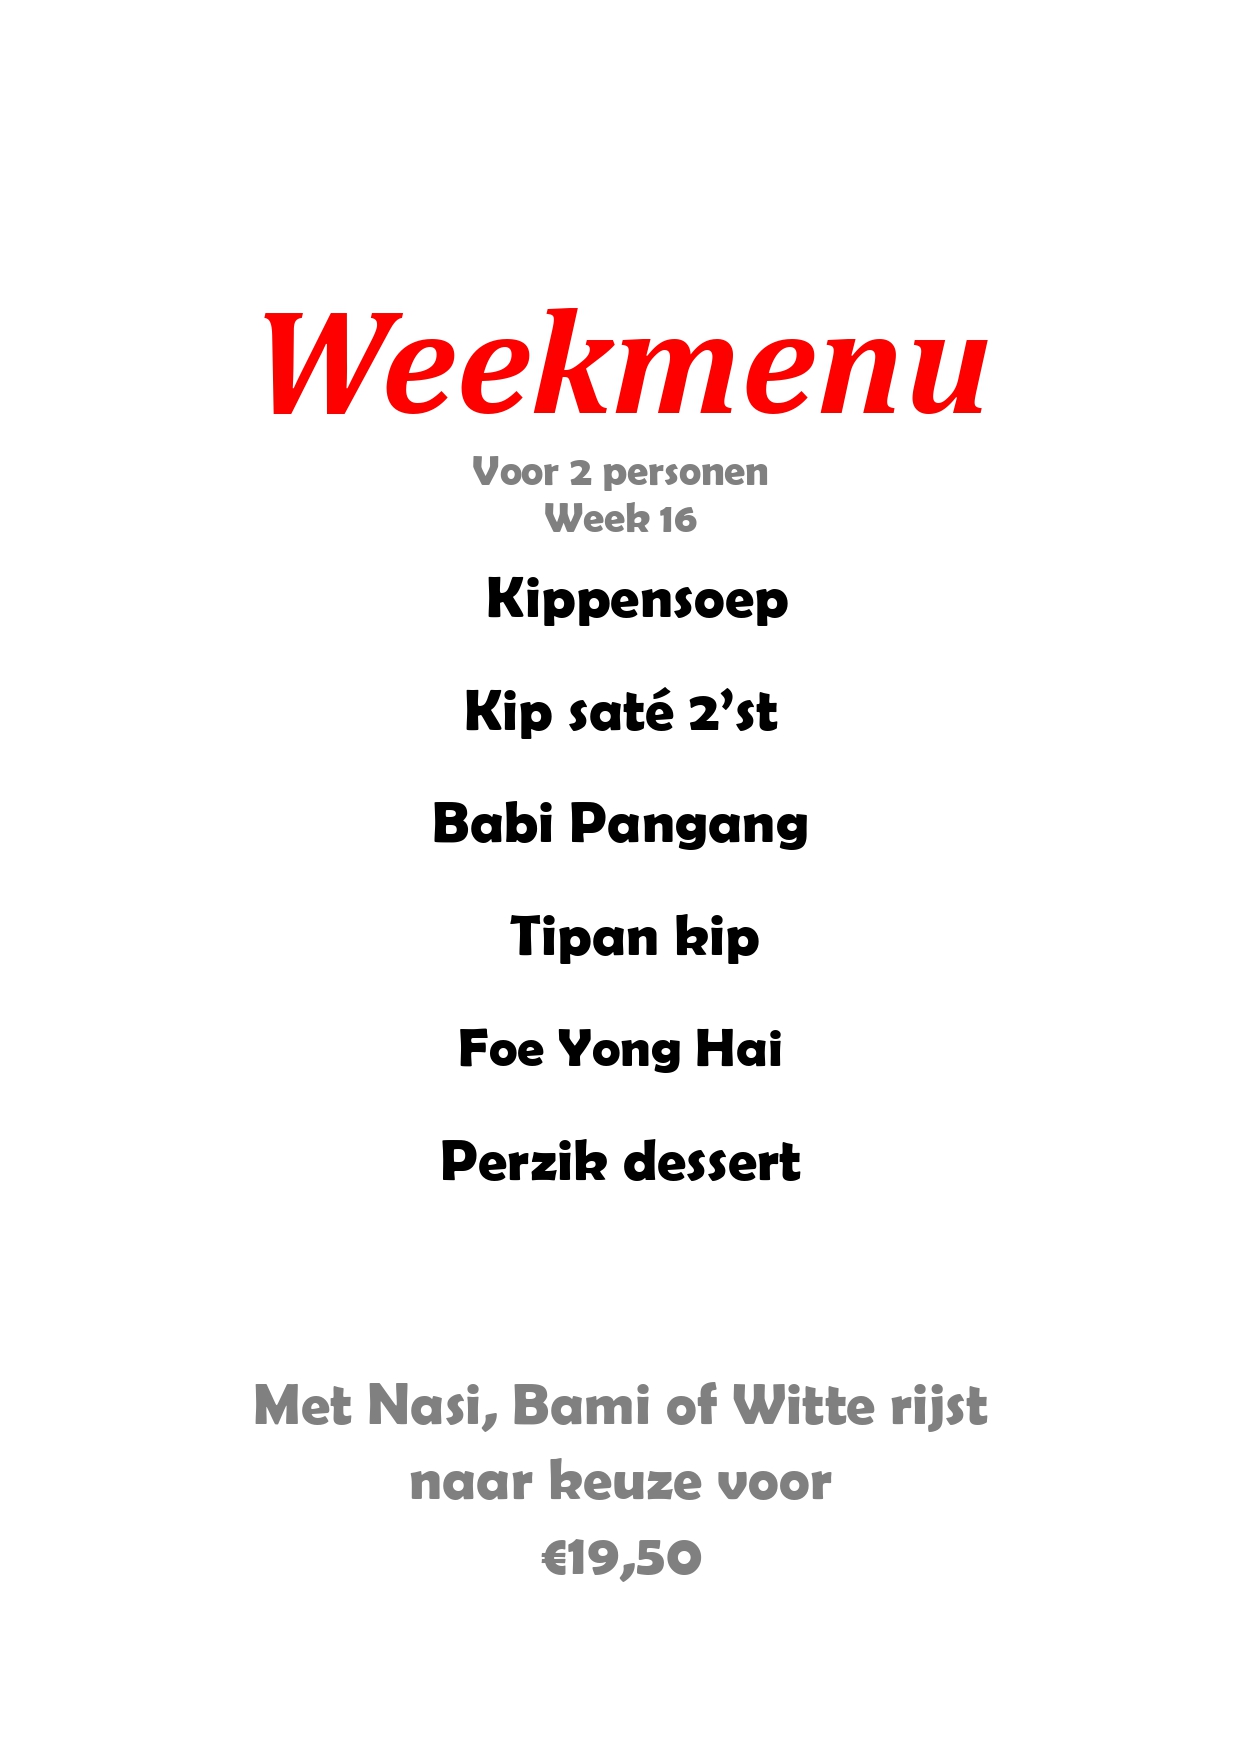 Weekmenu
Voor 2 personen
Week 16
Kippensoep
Kip saté 2’st
Babi Pangang
Tipan kip
Foe Yong Hai
Perzik dessert
Met Nasi, Bami of Witte rijst
naar keuze voor
€19,50